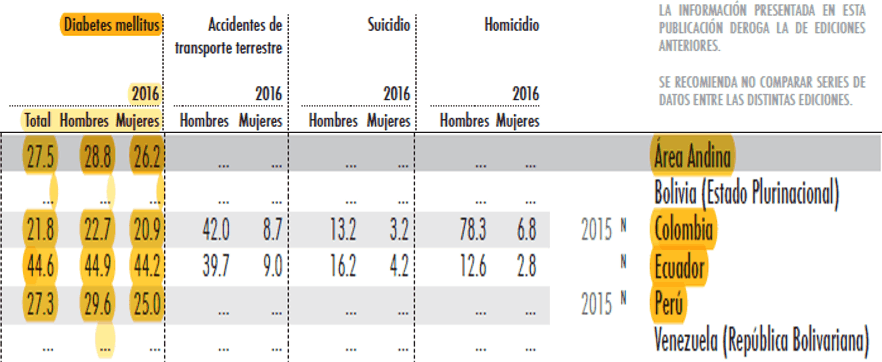 Diabetes mellitus Accidentes de Suicidio Homicidio
transporte terrestre
2016 2016 2016 2016
Total Hombres Mujeres Hombres Mujeres Hombres Mujeres Hombres Mujeres
LA INFORMACIÓN PRESENTADA EN ESTA
PUBLICACIÓN DEROGA LA DE EDICIONES
ANTERIORES.
SE RECOMIENDA NO COMPARAR SERIES DE
DATOS ENTRE LAS DISTINTAS EDICIONES.
27.5 28.8 26.2 ... ... ... ... ... ... Área Andina
... ... ... ... ... ... ... ... ... Bolivia (Estado Plurinacional)
21.8 22.7 20.9 42.0 8.7 13.2 3.2 78.3 6.8 2015 N Colombia
44.6 44.9 44.2 39.7 9.0 16.2 4.2 12.6 2.8 N Ecuador
27.3 29.6 25.0 ... ... ... ... ... ... 2015 N Perú
... ... ... ... ... ... ... ... ... Venezuela (República Bolivariana)